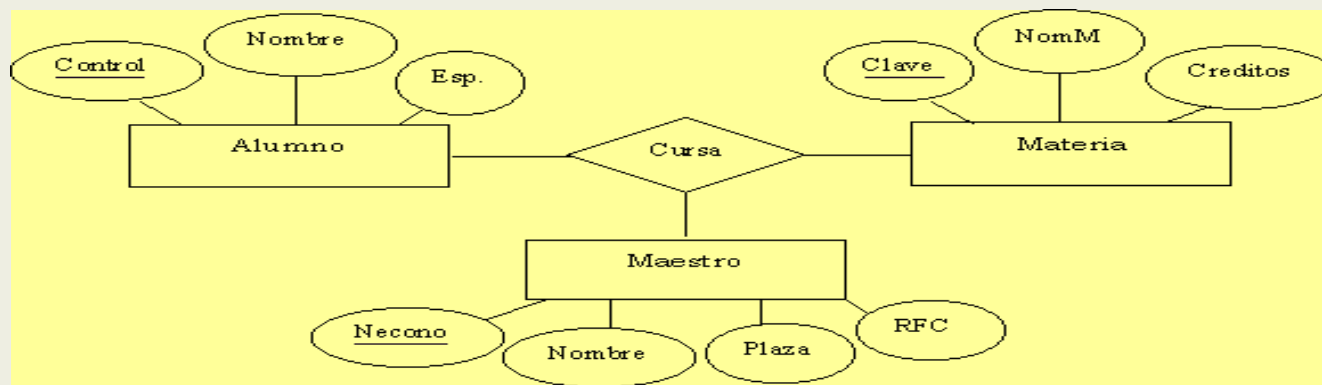 Control
Nombre
Esp.
Clave
NomM
Creditos
Alumno
Cursa
Materia
Maestro
Necono
Nombre
Plaza
RFC